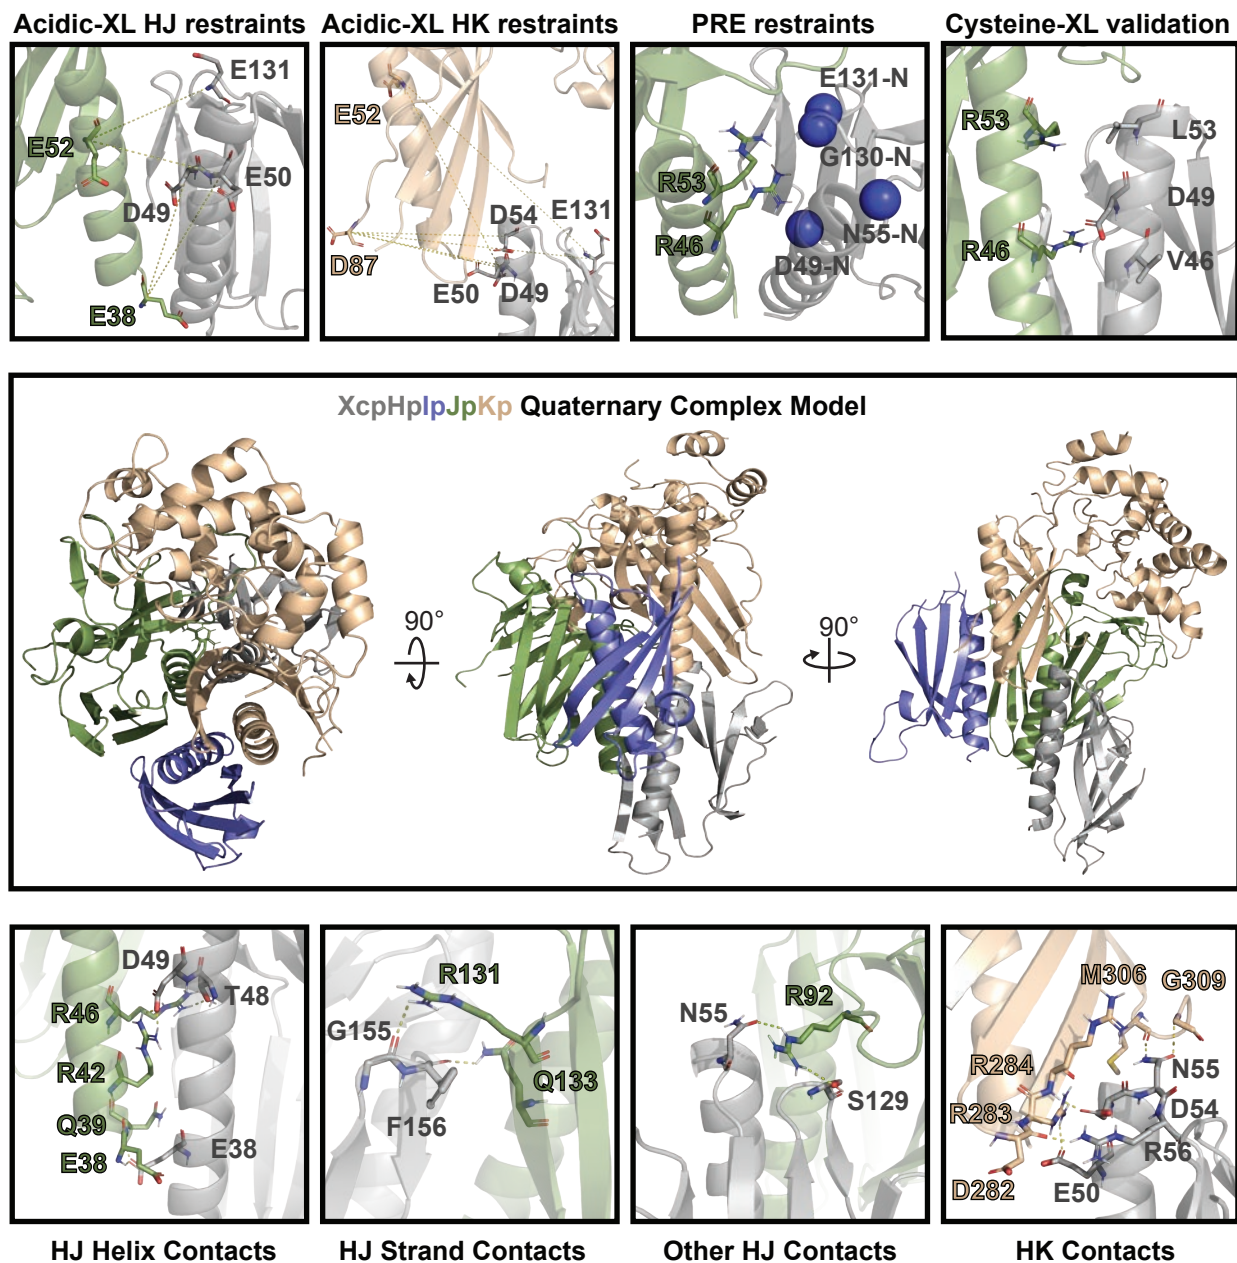 Acidic-XL HJ restraints
Acidic-XL HK restraints
PRE restraints
Cysteine-XL validation
E131
E52
E50
D49
E38
E52
D54
E131
D87
E50
D49
E131-N
G130-N
R53
N55-N
R46
D49-N
R53
L53
D49
R46
V46
XcpHpIpJpKp Quaternary Complex Model
90°
90°
D49
T48
R46
R42
Q39
E38
E38
R131
G155
Q133
F156
R92
N55
S129
M306
G309
R284
N55
R283
D54
R56
D282
E50
HJ Helix Contacts
HJ Strand Contacts
Other HJ Contacts
HK Contacts